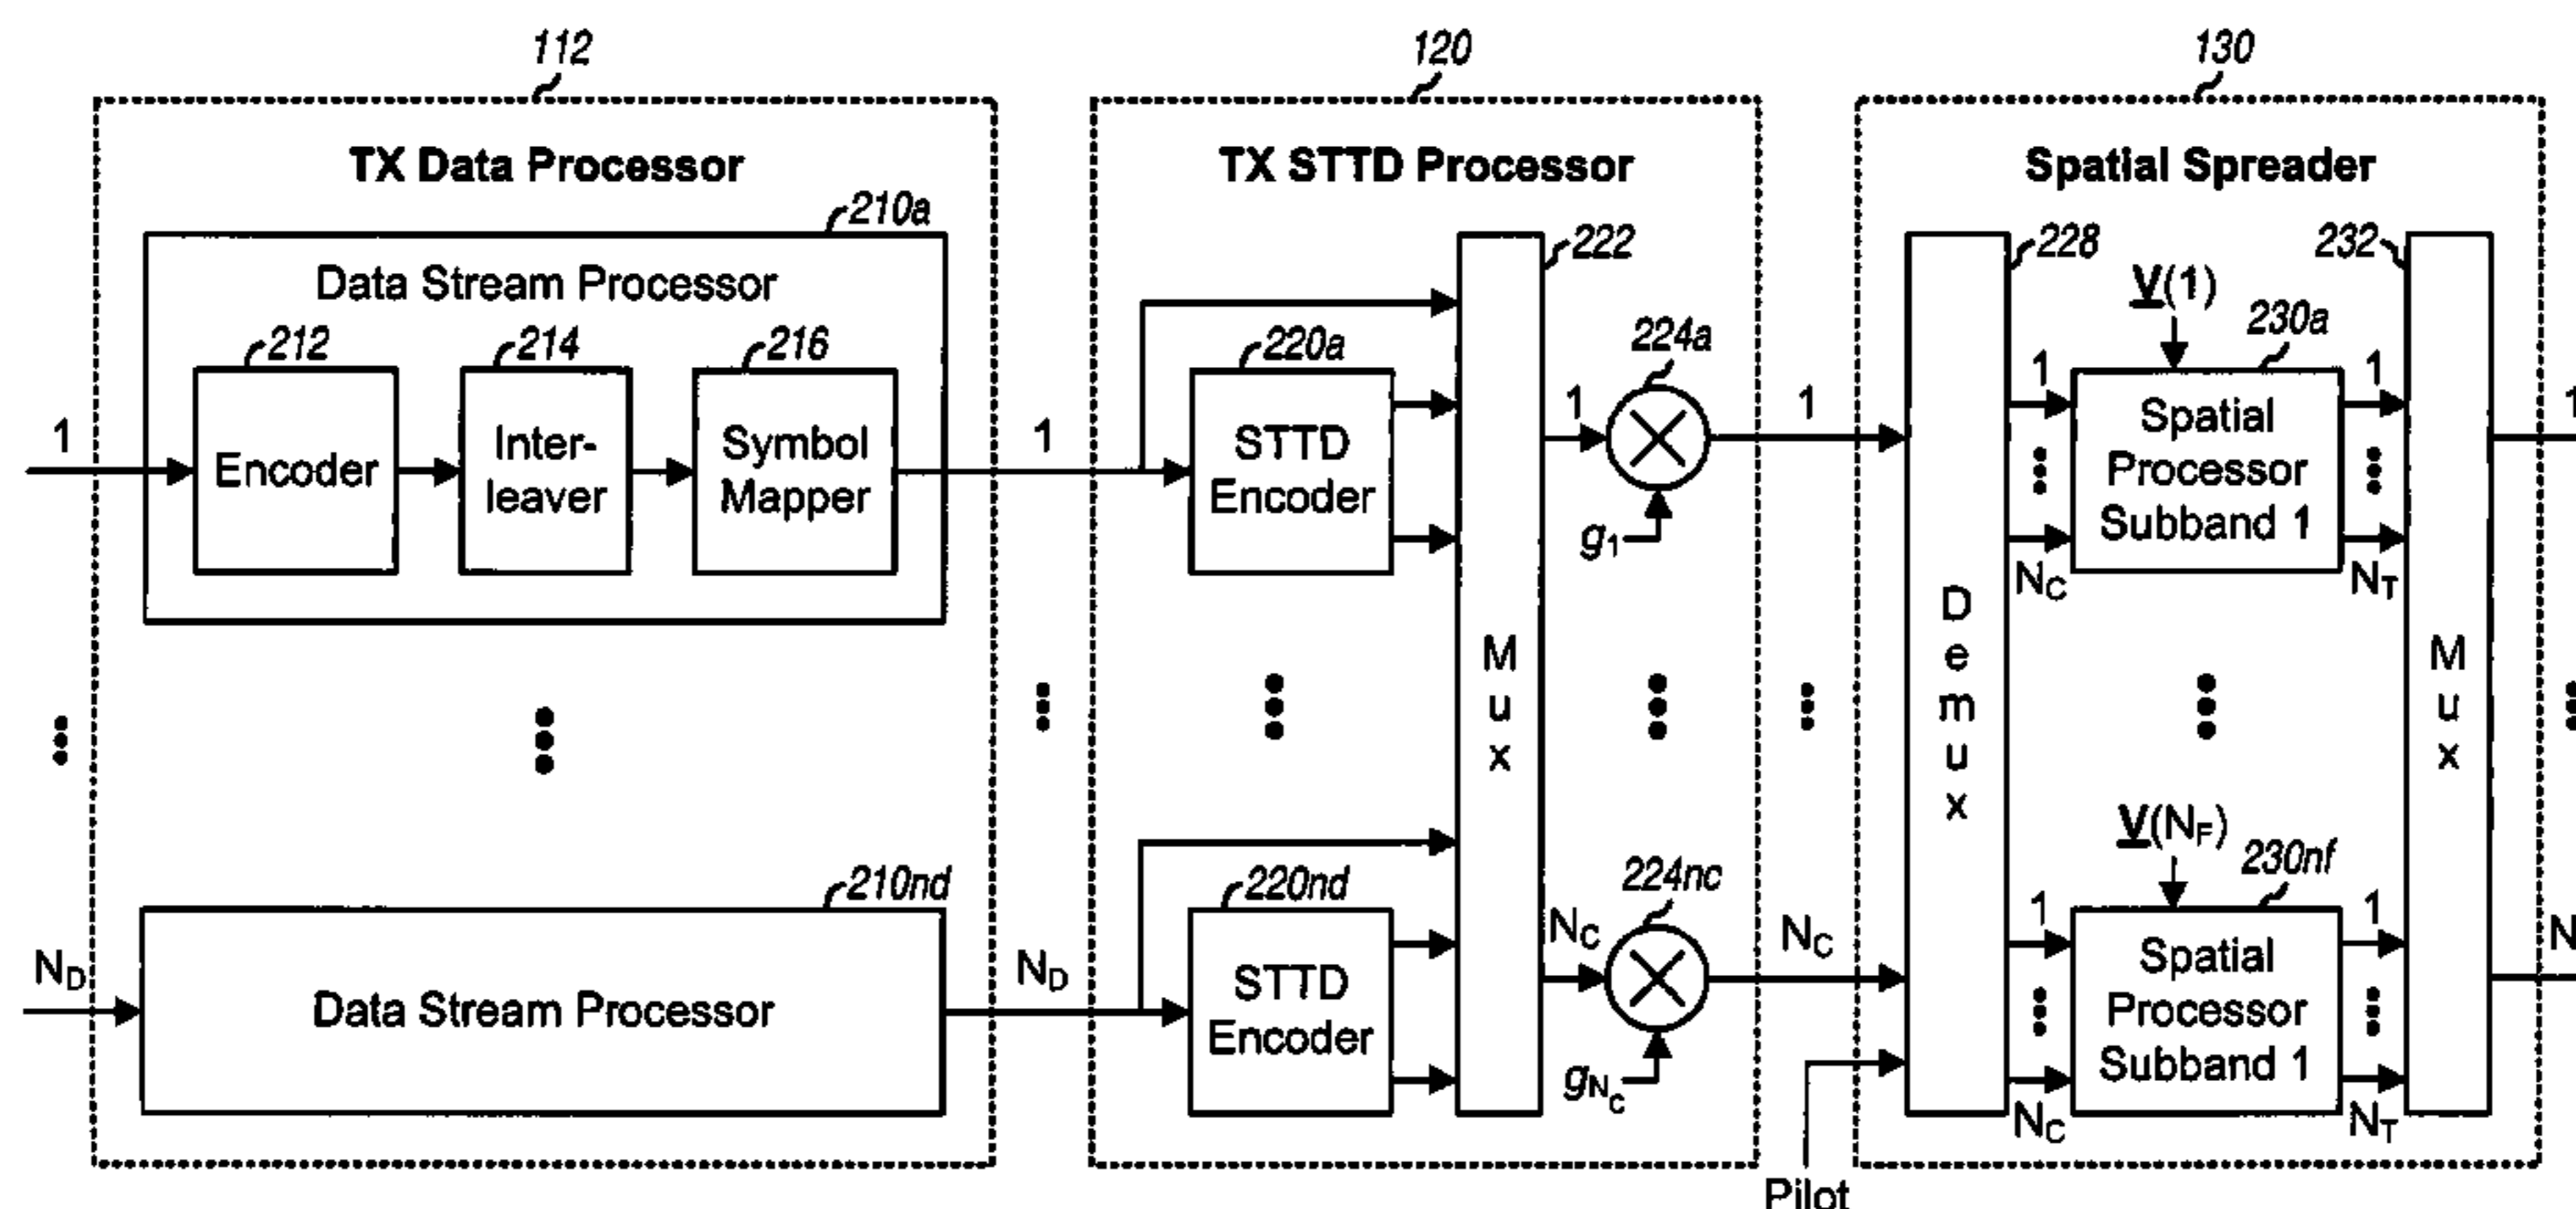 112
120
130
TX Data Processor
TX STTD Processor
Spatial Spreader
210a
222
228
232
Data Stream Processor
V(1)
230a
212
214
216
220a
224a
1
Encoder
Inter-
leaver
Symbol
Mapper
1
STTD
Encoder
1
g1
1
1
Spatial
Processor
Subband 1
1
NC
NT
1
D
e
m
u
x
M
u
x
M
u
x
V(NF)
210nd
220nd
224nc
230nf
ND
Data Stream Processor
ND
STTD
Encoder
NC
gNC
NC
1
Spatial
Processor
Subband 1
1
NC
NT
N
Pilot